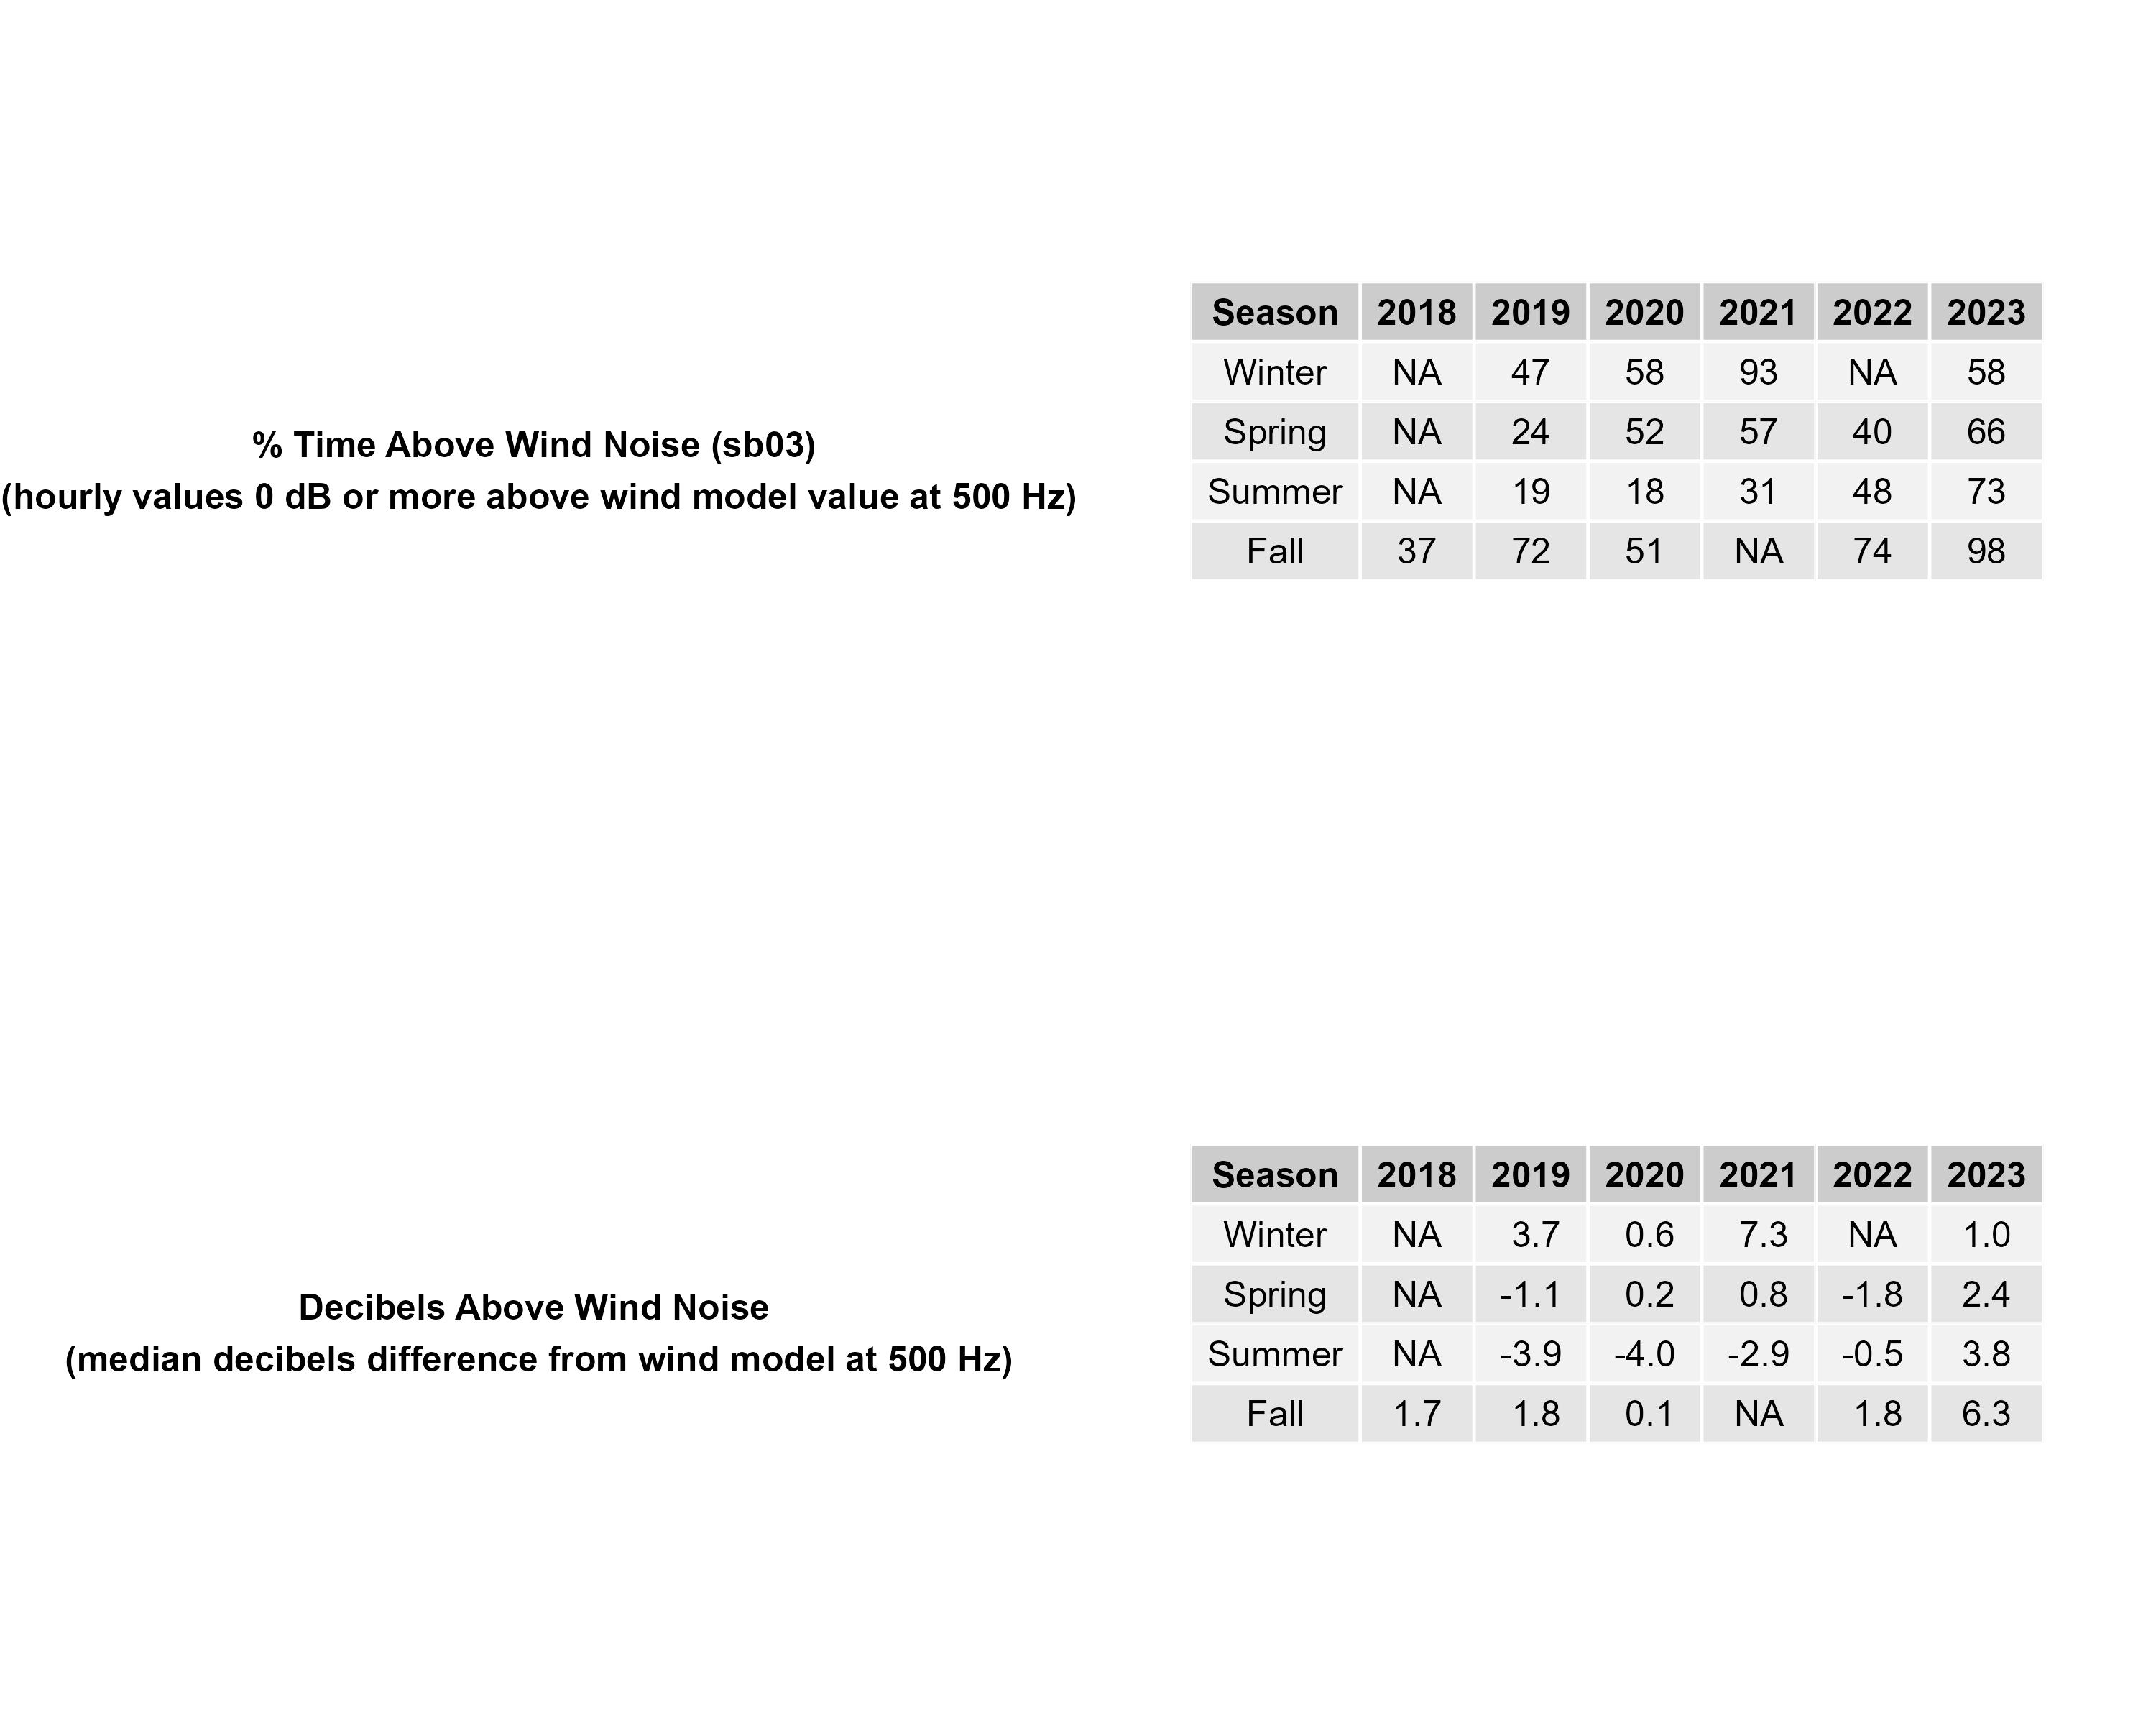 % Time Above Wind Noise (sb03)
(hourly values 0 dB or more above wind model value at 500 Hz)
Season 2018 2019 2020 2021 2022 2023
Winter NA 47 58 93 NA 58
Spring NA 24 52 57 40 66
Summer NA 19 18 31 48 73
Fall 37 72 51 NA 74 98
Decibels Above Wind Noise
(median decibels difference from wind model at 500 Hz)
Season 2018 2019 2020 2021 2022 2023
Winter NA 3.7 0.6 7.3 NA 1.0
Spring NA -1.1 0.2 0.8 -1.8 2.4
Summer NA -3.9 -4.0 -2.9 -0.5 3.8
Fall 1.7 1.8 0.1 NA 1.8 6.3